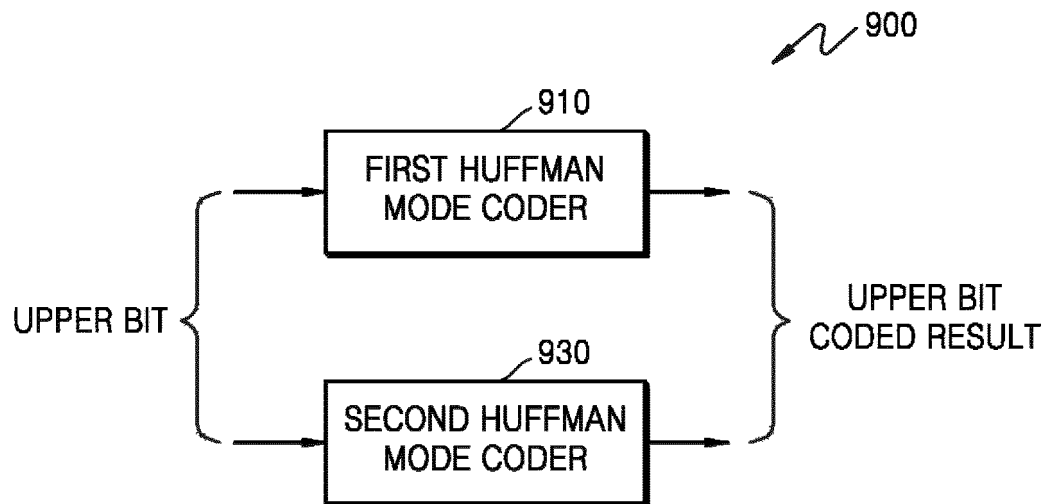 900
910
FIRST HUFFMAN
MODE CODER
UPPER BIT
UPPER BIT
CODED RESULT
930
SECOND HUFFMAN
MODE CODER